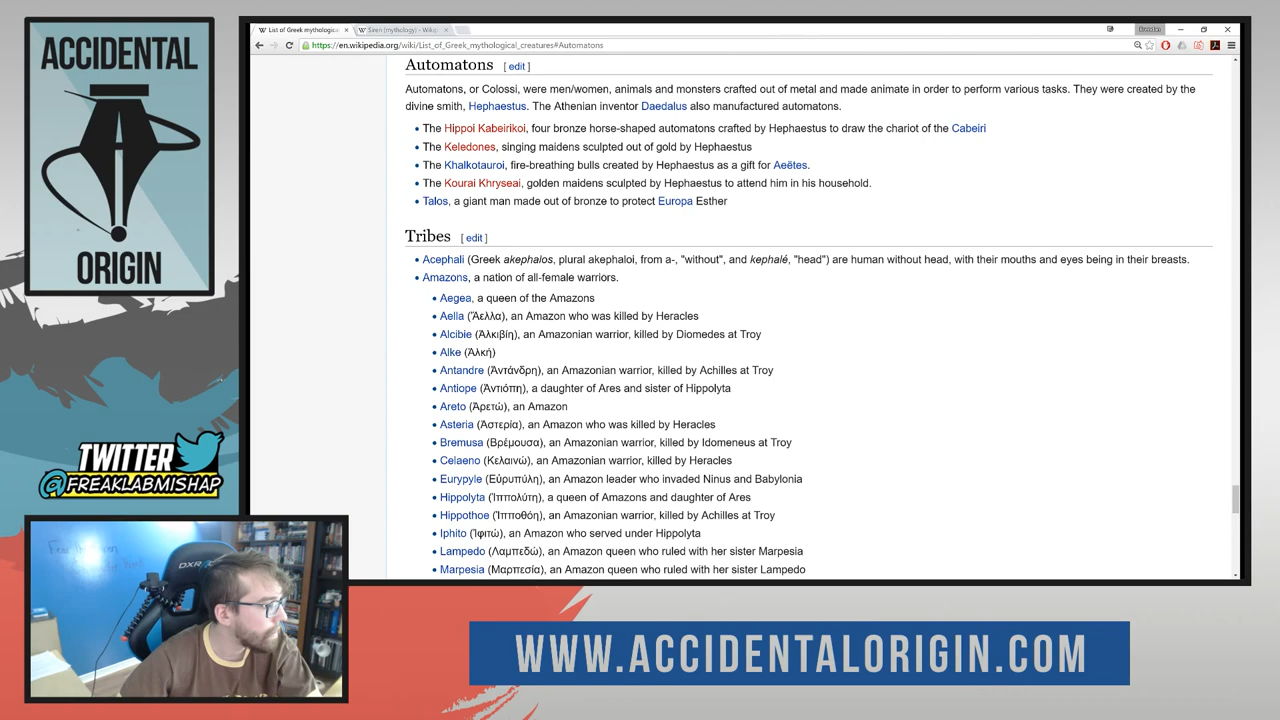 ACCIDENTAL
ORIGIN
List of Greek mythologica
Siren (mythology) - Wikip
https://en.wikipedia.org/wiki/List_of_Greek_mythological_creatures#Automatons
Automatons [ edit ]
Automatons, or Colossi, were men/women, animals and monsters crafted out of metal and made animate in order to perform various tasks. They were created by the
divine smith, Hephaestus. The Athenian inventor Daedalus also manufactured automatons.
• The Hippoi Kabeirikoi, four bronze horse-shaped automatons crafted by Hephaestus to draw the chariot of the Cabeiri
• The Keledones, singing maidens sculpted out of gold by Hephaestus
• The Khalkotauroi, fire-breathing bulls created by Hephaestus as a gift for Aeëtes.
• The Kourai Khryseai, golden maidens sculpted by Hephaestus to attend him in his household.
• Talos, a giant man made out of bronze to protect Europa Esther
Tribes [ edit ]
• Acephali (Greek akephalos, plural akephaloi, from a-, "without", and kephalé, "head") are human without head, with their mouths and eyes being in their breasts.
• Amazons, a nation of all-female warriors.
• Aegea, a queen of the Amazons
• Aella (Ἄελλα), an Amazon who was killed by Heracles
• Alcibie (Ἀλκιβίη), an Amazonian warrior, killed by Diomedes at Troy
• Alke (Ἀλκή)
• Antandre (Ἀντάνδρη), an Amazonian warrior, killed by Achilles at Troy
• Antiope (Ἀντιόπη), a daughter of Ares and sister of Hippolyta
• Areto (Ἀρετώ), an Amazon
• Asteria (Ἀστερία), an Amazon who was killed by Heracles
• Bremusa (Βρέμουσα), an Amazonian warrior, killed by Idomeneus at Troy
• Celaeno (Κελαινώ), an Amazonian warrior, killed by Heracles
• Eurypyle (Εὐρυπύλη), an Amazon leader who invaded Ninus and Babylonia
• Hippolyta (Ἱππολύτη), a queen of Amazons and daughter of Ares
• Hippothoe (Ἱπποθόη), an Amazonian warrior, killed by Achilles at Troy
• Iphito (Ἰφιτώ), an Amazon who served under Hippolyta
• Lampedo (Λαμπεδώ), an Amazon queen who ruled with her sister Marpesia
• Marpesia (Μαρπεσία), an Amazon queen who ruled with her sister Lampedo
TWITTER
@FREAKLABMISHAP
DXR
WWW.ACCIDENTALORIGIN.COM